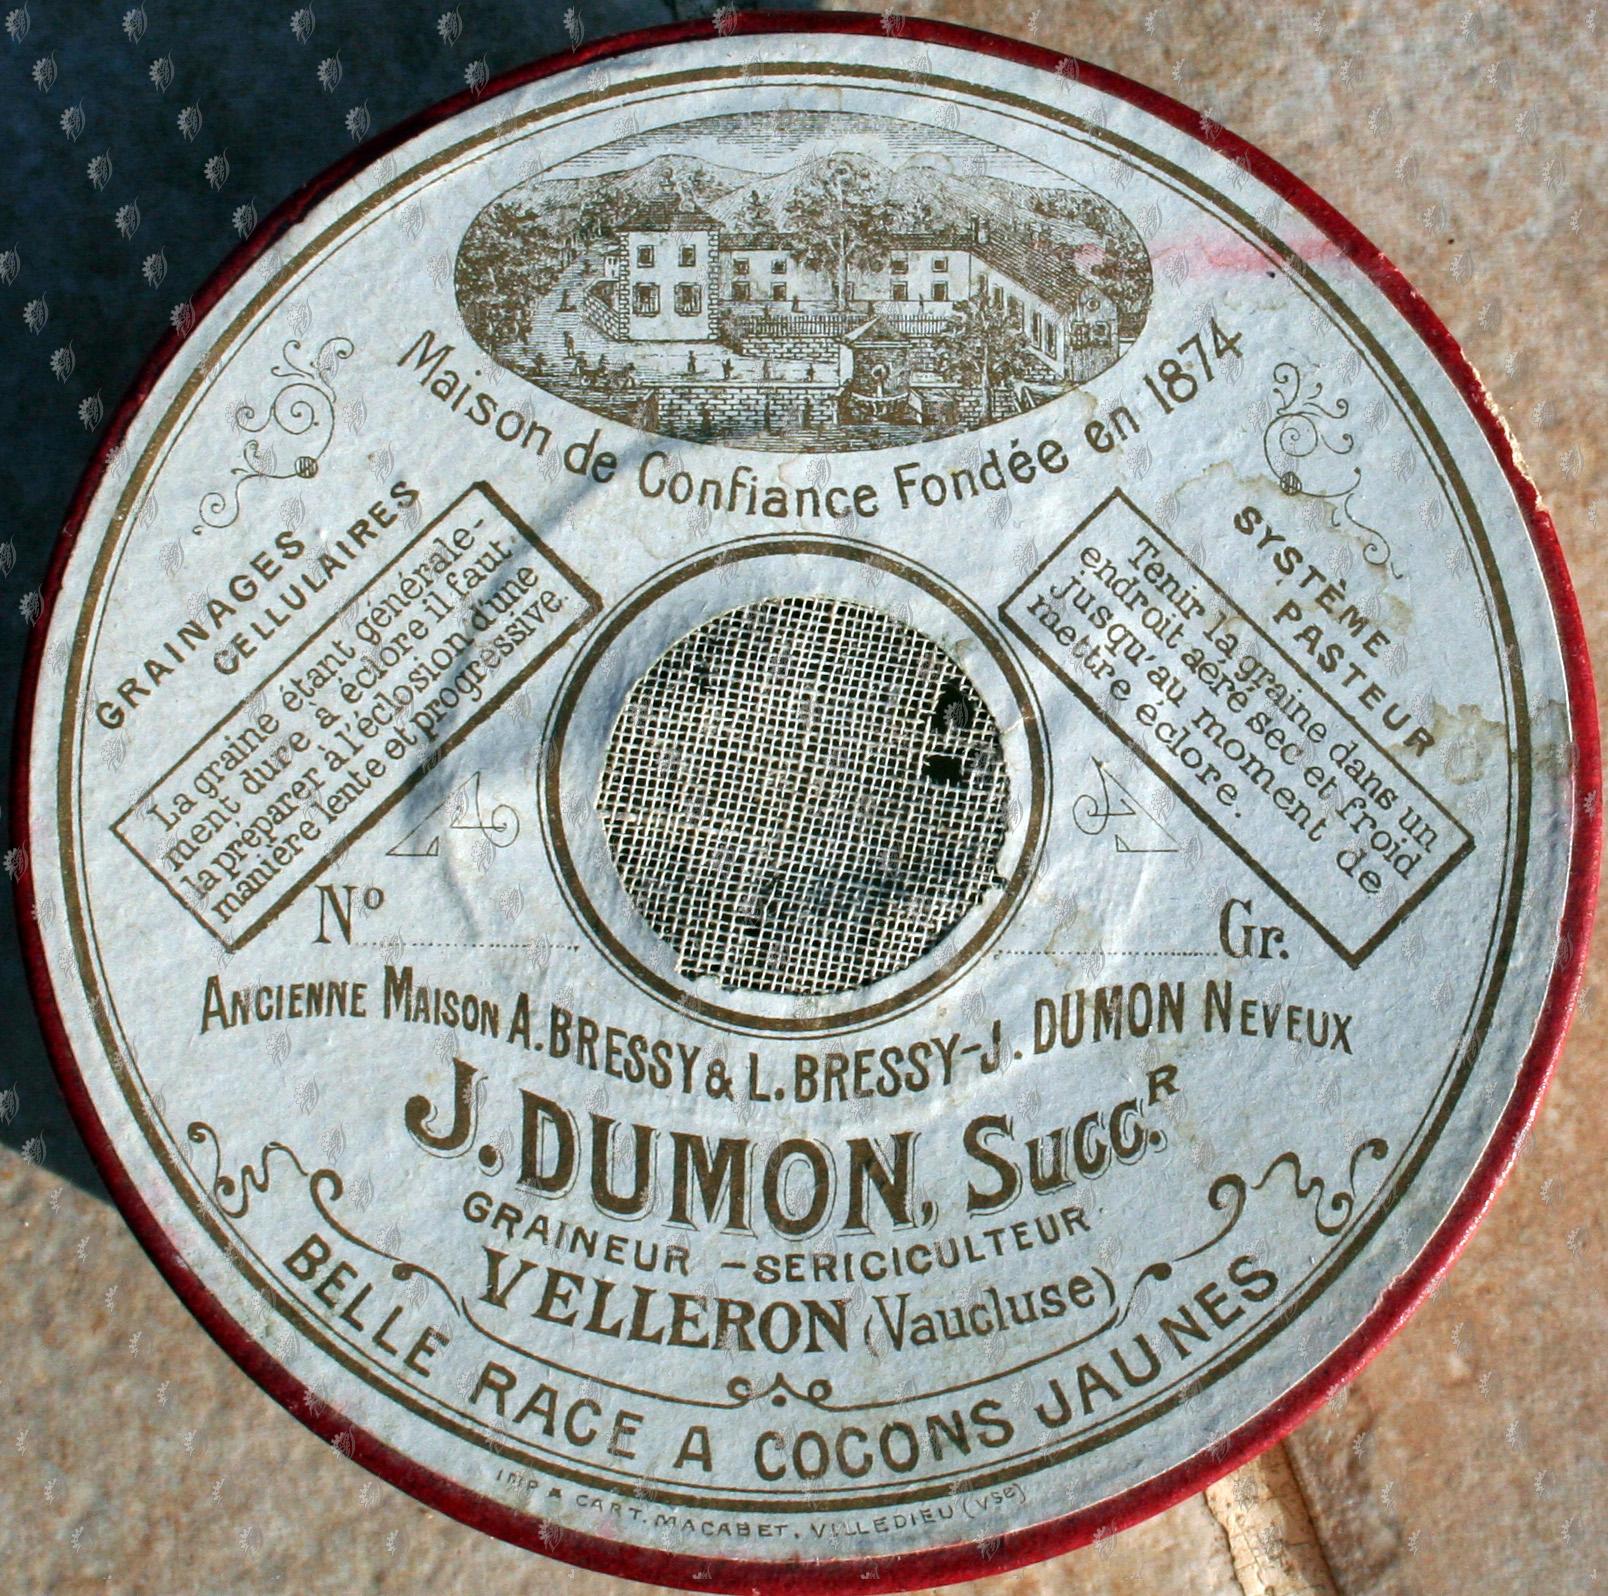 Maison de Confiance Fondée en 1874
GRAINAGES
CELLULAIRES
La graine étant générale-
ment dure à éclore il faut
la préparer à l'éclosion d'une
manière lente et progressive.
SYSTÈME
PASTEUR
Tenir la graine dans un
endroit aéré sec et froid
jusqu'au moment de
mettre éclore.
Nº
Gr.
ANCIENNE MAISON A. BRESSY & L. BRESSY-J. DUMON NEVEUX
J. DUMON, Succ.R
GRAINEUR - SERICICULTEUR
VELLERON (Vaucluse)
BELLE RACE A COCONS JAUNES
IMP & CART. MACABET, VILLEDIEU (Vse)